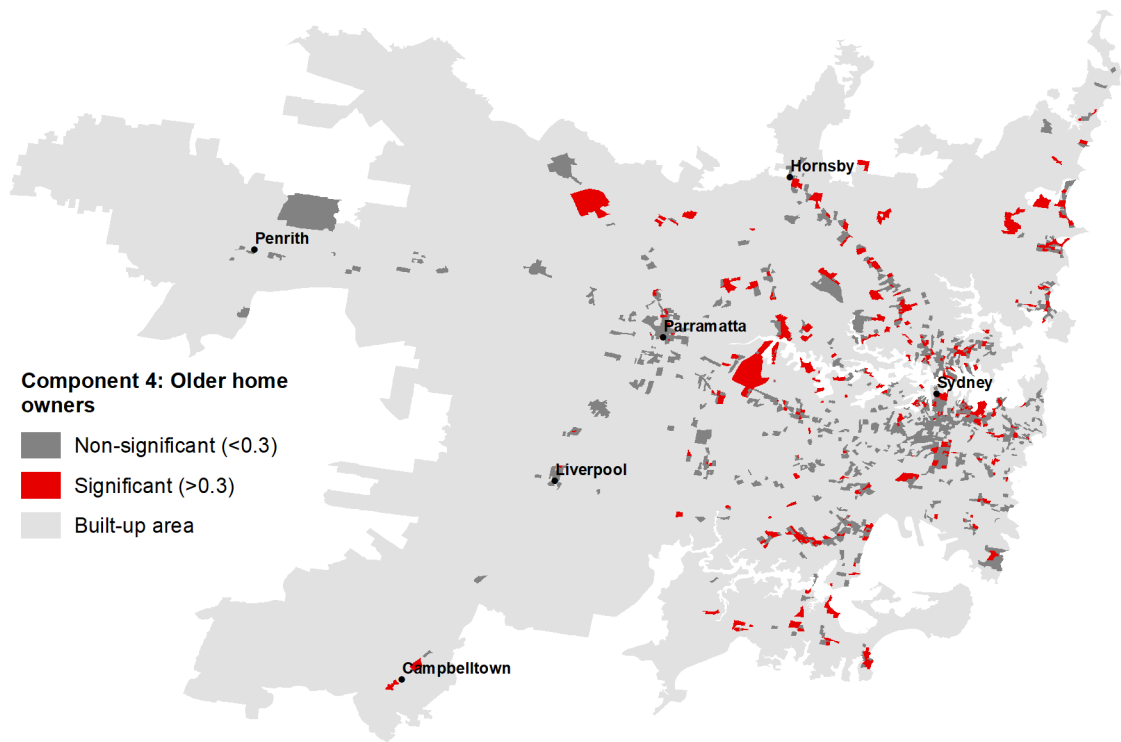 Hornsby
Penrith
Parramatta
Component 4: Older home
owners
Sydney
Non-significant (<0.3)
Liverpool
Significant (>0.3)
Built-up area
Campbelltown